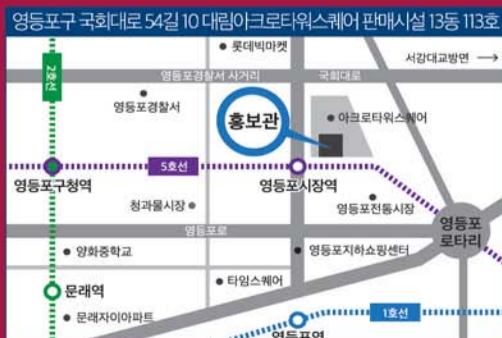 영등포구 국회대로 54길 10 대림아크로타워스퀘어 판매시설 13동 113호
롯데빅마켓
서강대교방면
2호선
영등포경찰서 사거리
국회대로
영등포경찰서
홍보관
아크로타워스퀘어
5호선
영등포구청역
영등포시장역
청과물시장
영등포전통시장
영등포로
영등포
로타리
양화중학교
영등포지하쇼핑센터
타임스퀘어
문래역
문래자이아파트
1호선
영등포역